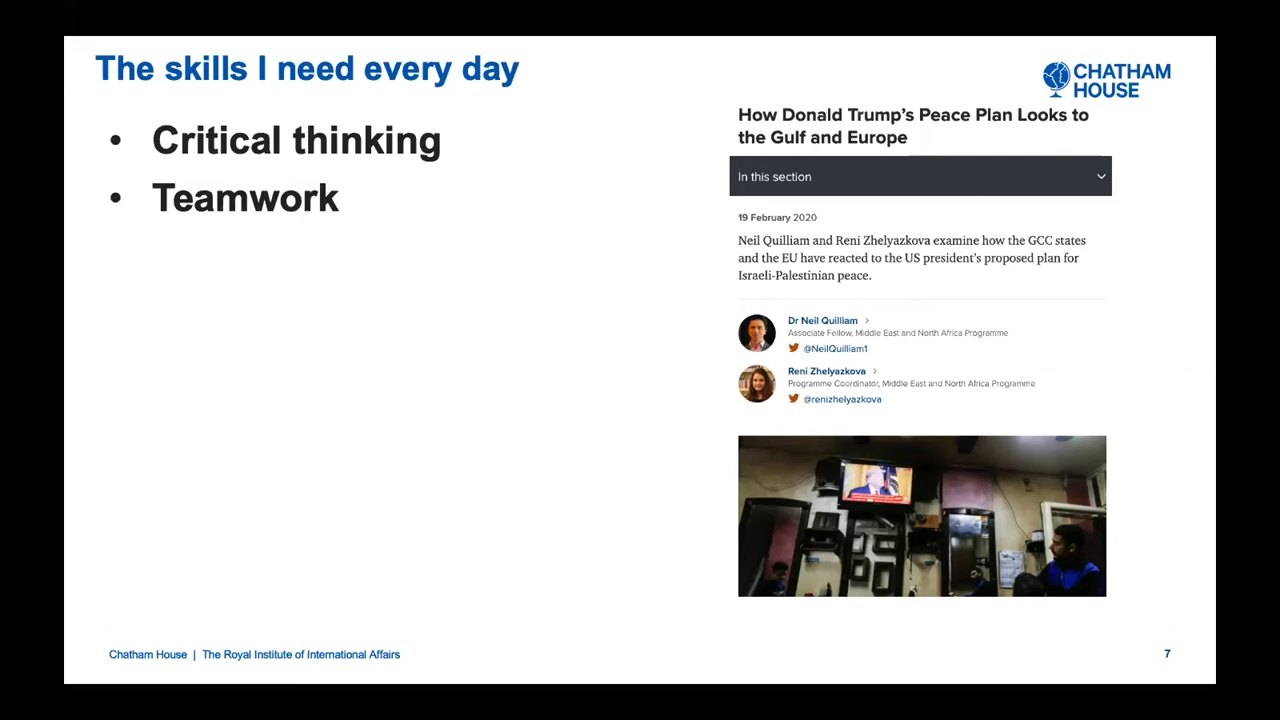 The skills I need every day
• Critical thinking
• Teamwork
CHATHAM
HOUSE
How Donald Trump's Peace Plan Looks to
the Gulf and Europe
In this section
19 February 2020
Neil Quilliam and Reni Zhelyazkova examine how the GCC states
and the EU have reacted to the US president's proposed plan for
Israeli-Palestinian peace.
Dr Neil Quilliam
Associate Fellow, Middle East and North Africa Programme
@NeilQuilliam1
Reni Zhelyazkova
Programme Coordinator, Middle East and North Africa Programme
@renizhelyazkova
Chatham House | The Royal Institute of International Affairs
7